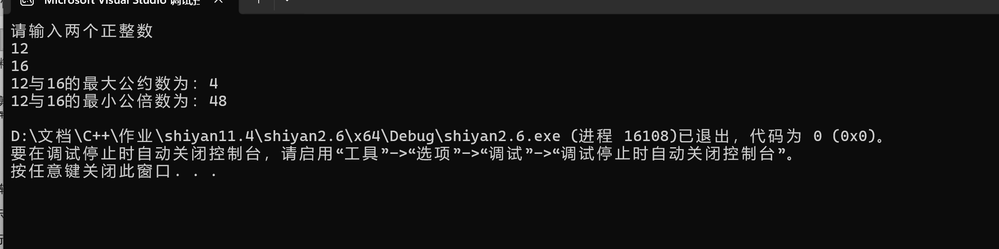 Microsoft Visual Studio 调试控
请输入两个正整数
12
16
12与16的最大公约数为：4
12与16的最小公倍数为：48
D:\文档\C++\作业\shiyan11.4\shiyan2.6\x64\Debug\shiyan2.6.exe (进程 16108)已退出，代码为 0 (0x0)。
要在调试停止时自动关闭控制台，请启用“工具”->“选项”->“调试”->“调试停止时自动关闭控制台”。
按任意键关闭此窗口. . .